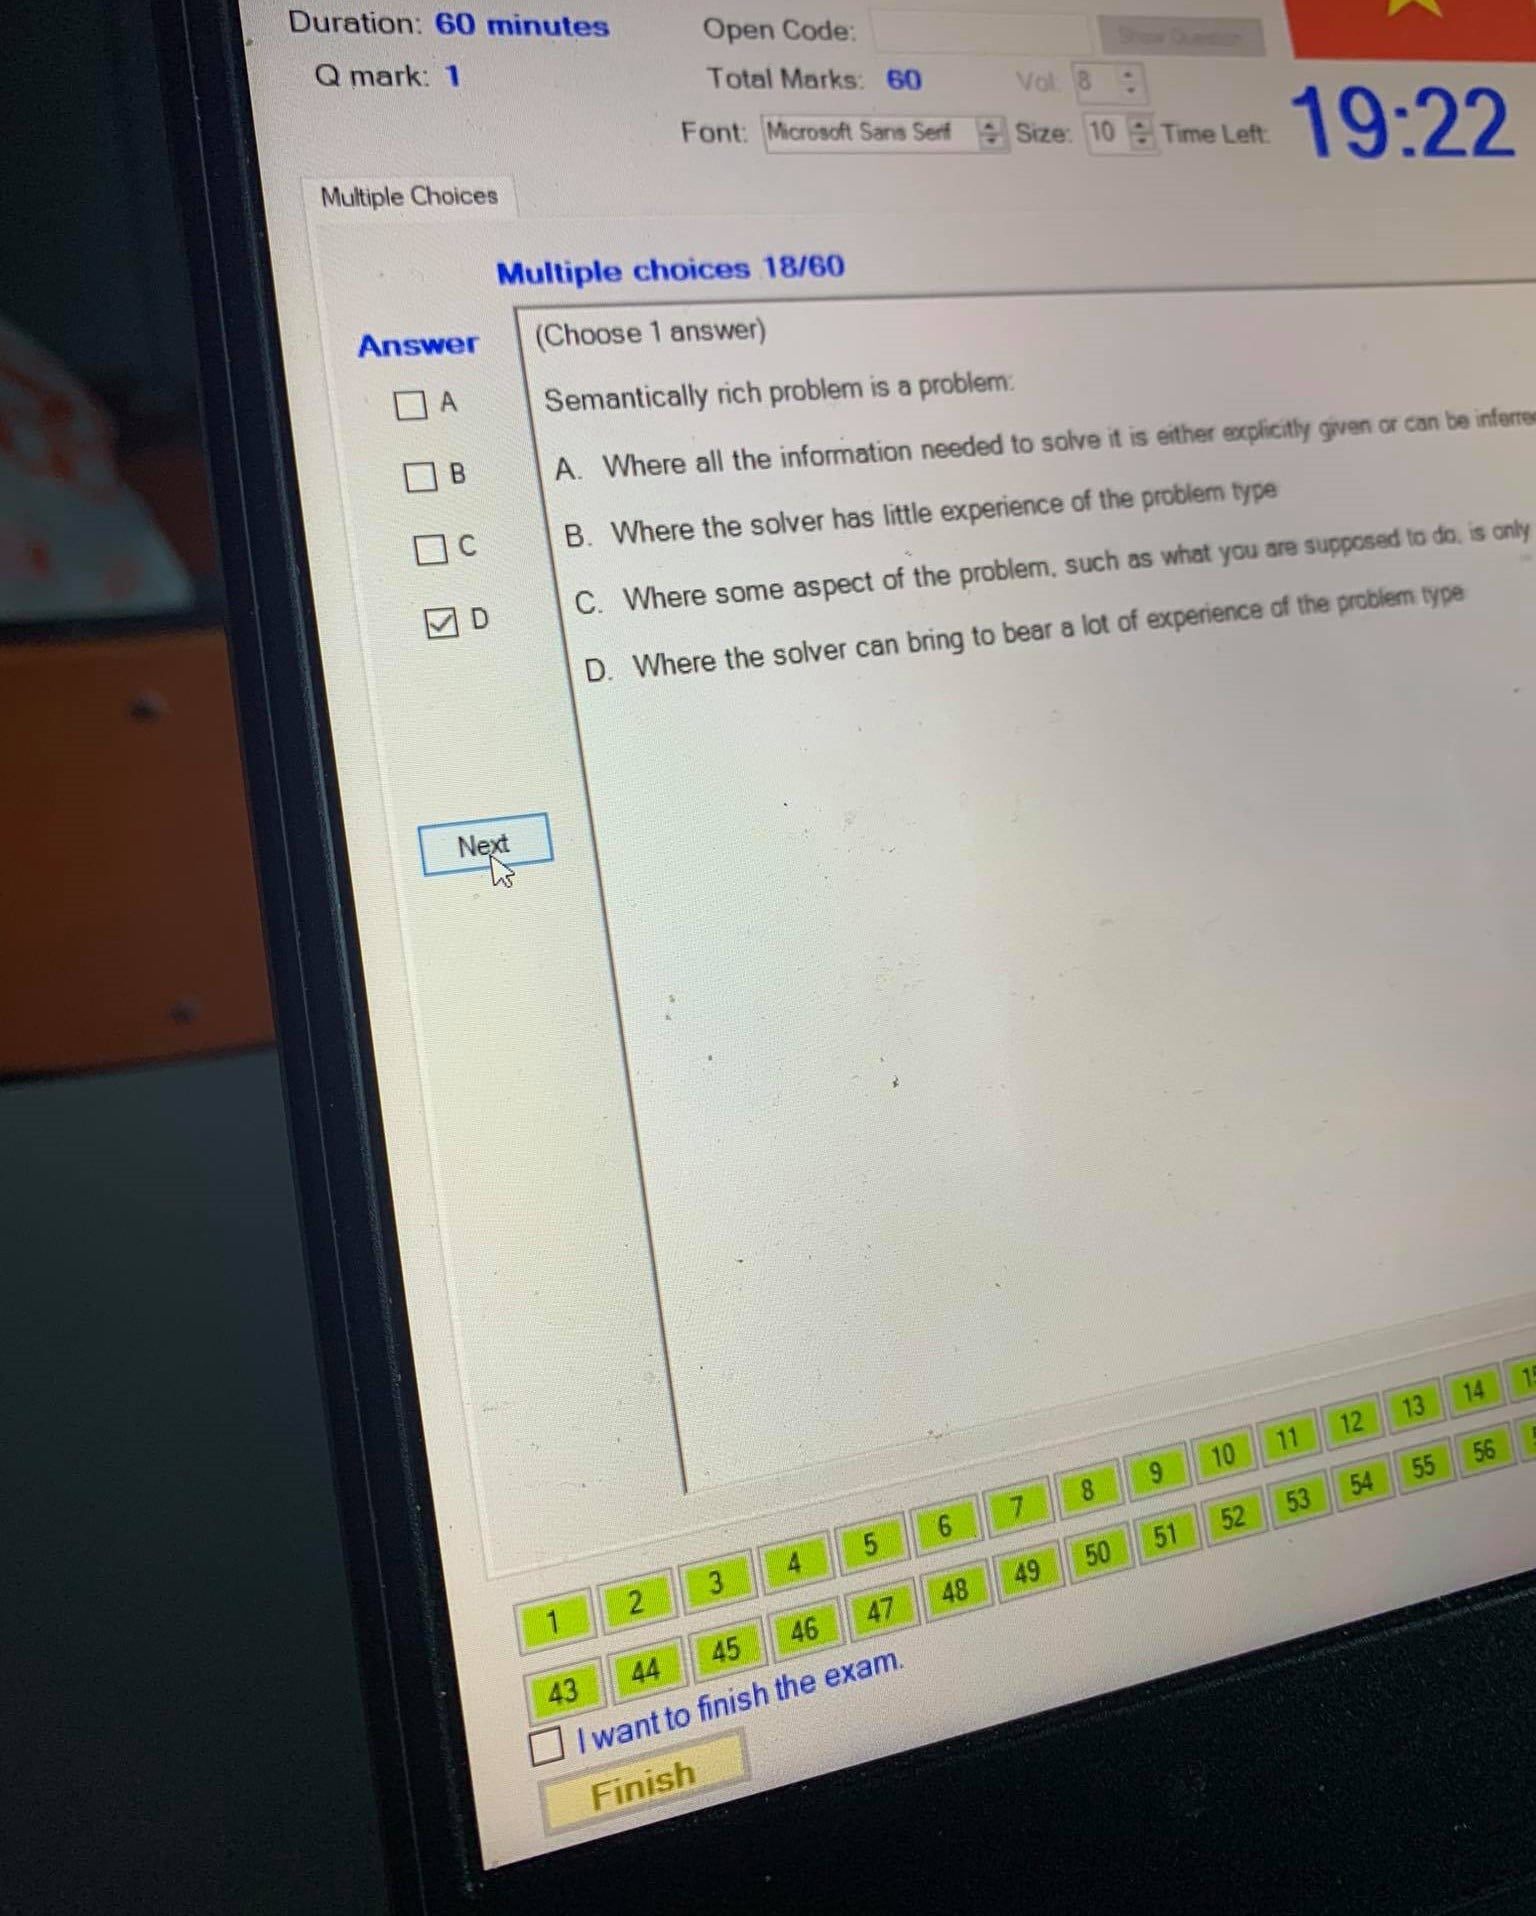 Duration: 60 minutes
Open Code:
Show Question
Q mark: 1
Total Marks: 60
Vol: 8
Font: Microsoft Sans Serif
Size: 10
Time Left: 19:22
Multiple Choices
Multiple choices 18/60
Answer
(Choose 1 answer)
A
B
C
D
Semantically rich problem is a problem:
A. Where all the information needed to solve it is either explicitly given or can be
B. Where the solver has little experience of the problem type
C. Where some aspect of the problem, such as what you are supposed to do, is only
D. Where the solver can bring to bear a lot of experience of the problem type
Next
1 2 3 4 5 6 7 8 9 10 11 12 13 14
43 44 45 46 47 48 49 50 51 52 53 54 55 56
I want to finish the exam.
Finish